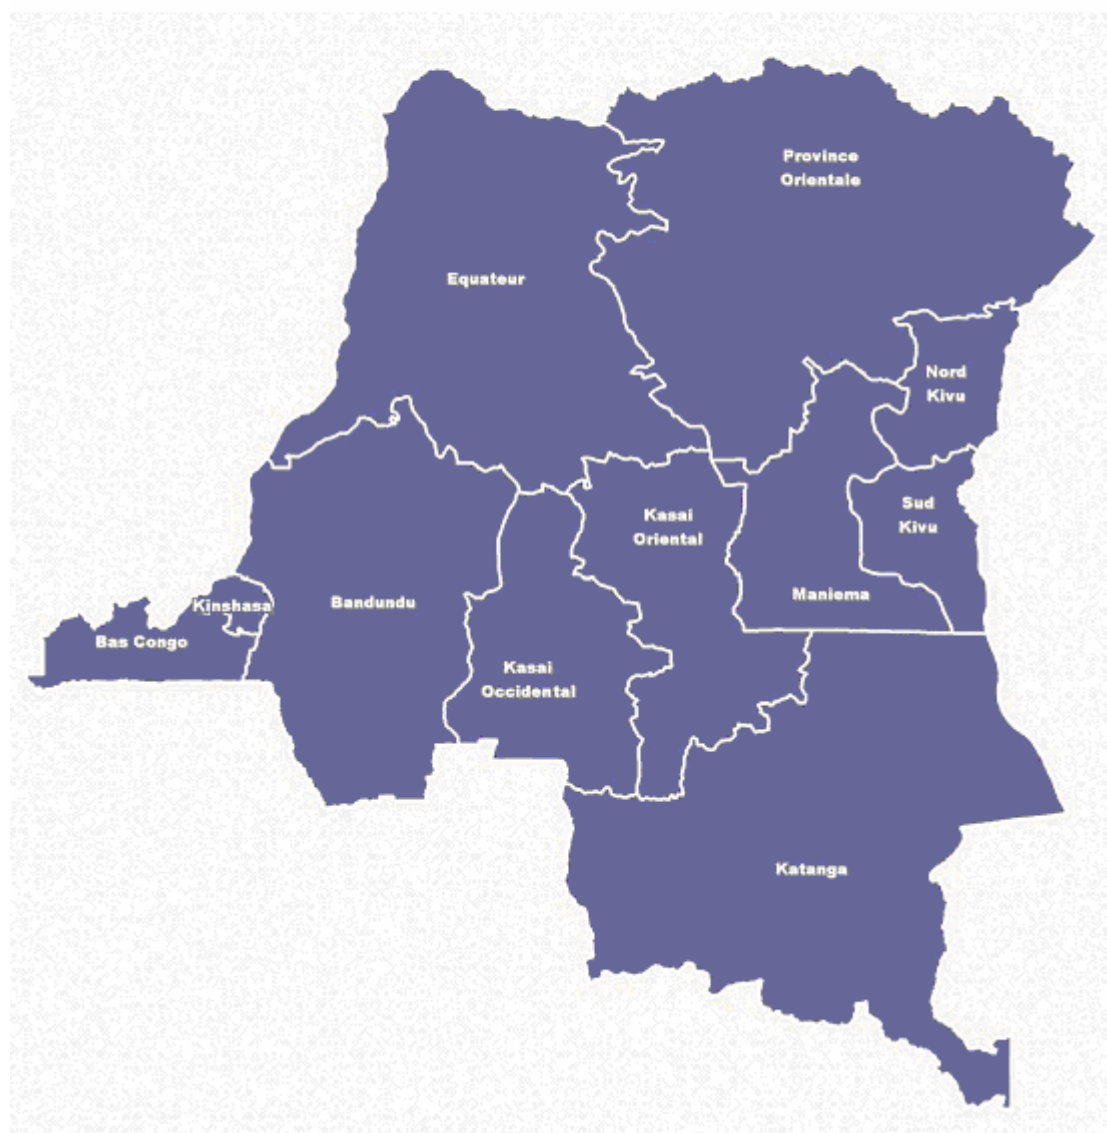 Province
Orientale
Equateur
Nord
Kivu
Kasai
Oriental
Sud
Kivu
Maniema
Kinshasa
Bandundu
Bas Congo
Kasai
Occidental
Katanga